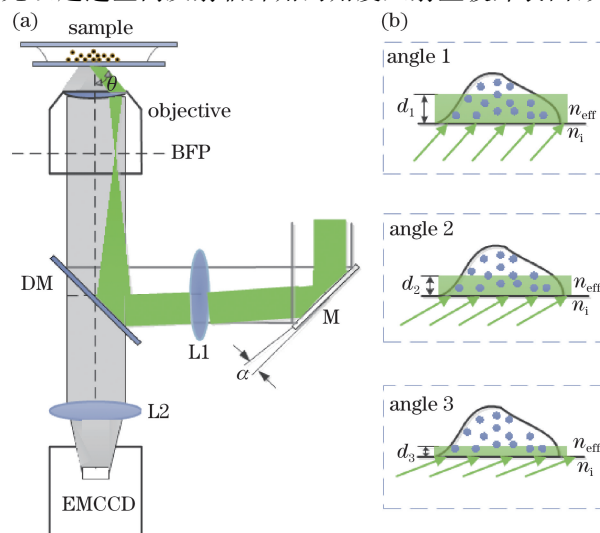 (a)
sample
θ
objective
BFP
DM
L1
M
α
L2
EMCCD
(b)
angle 1
d1
neff
ni
angle 2
d2
neff
ni
angle 3
d3
neff
ni